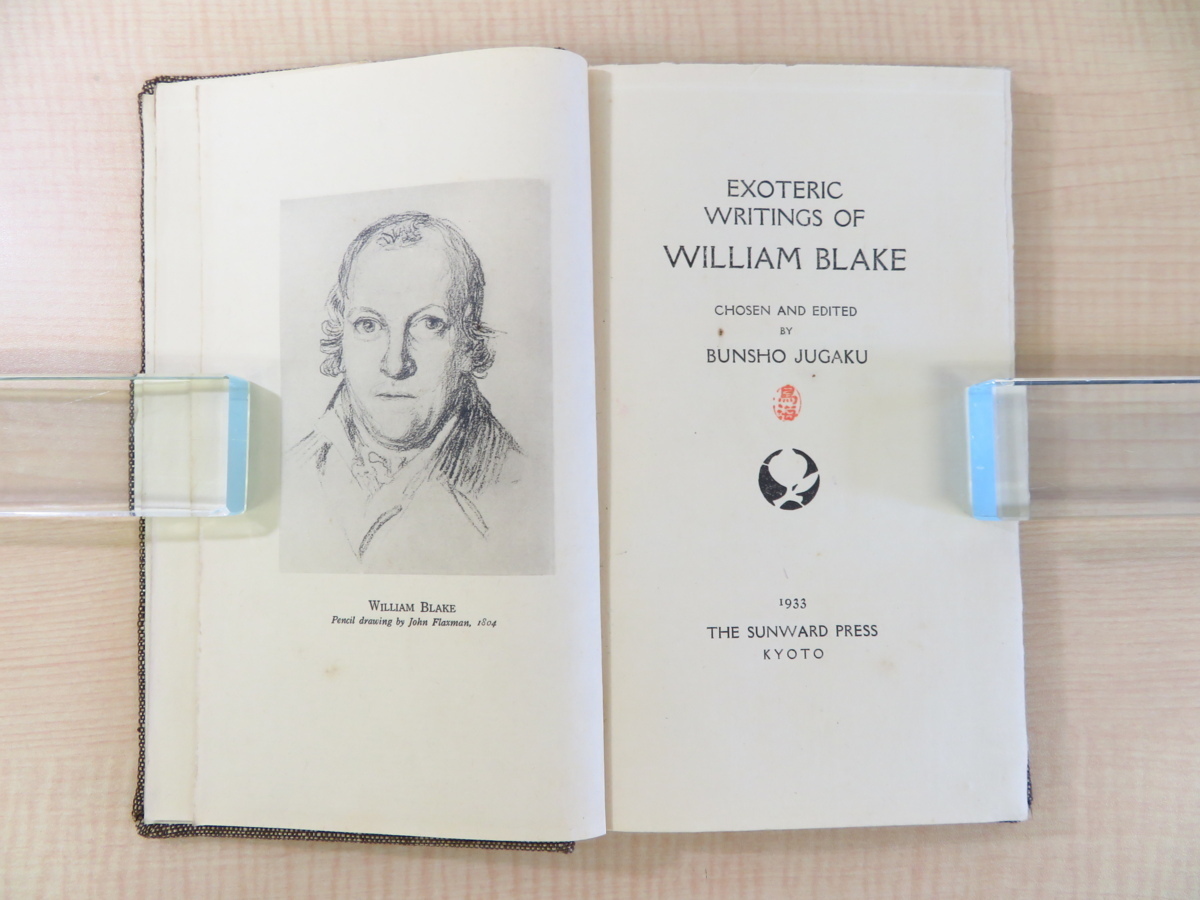 WILLIAM BLAKE
Pencil drawing by John Flaxman, 1804
EXOTERIC
WRITINGS OF
WILLIAM BLAKE
CHOSEN AND EDITED
BY
BUNSHO JUGAKU
1933
THE SUNWARD PRESS
KYOTO